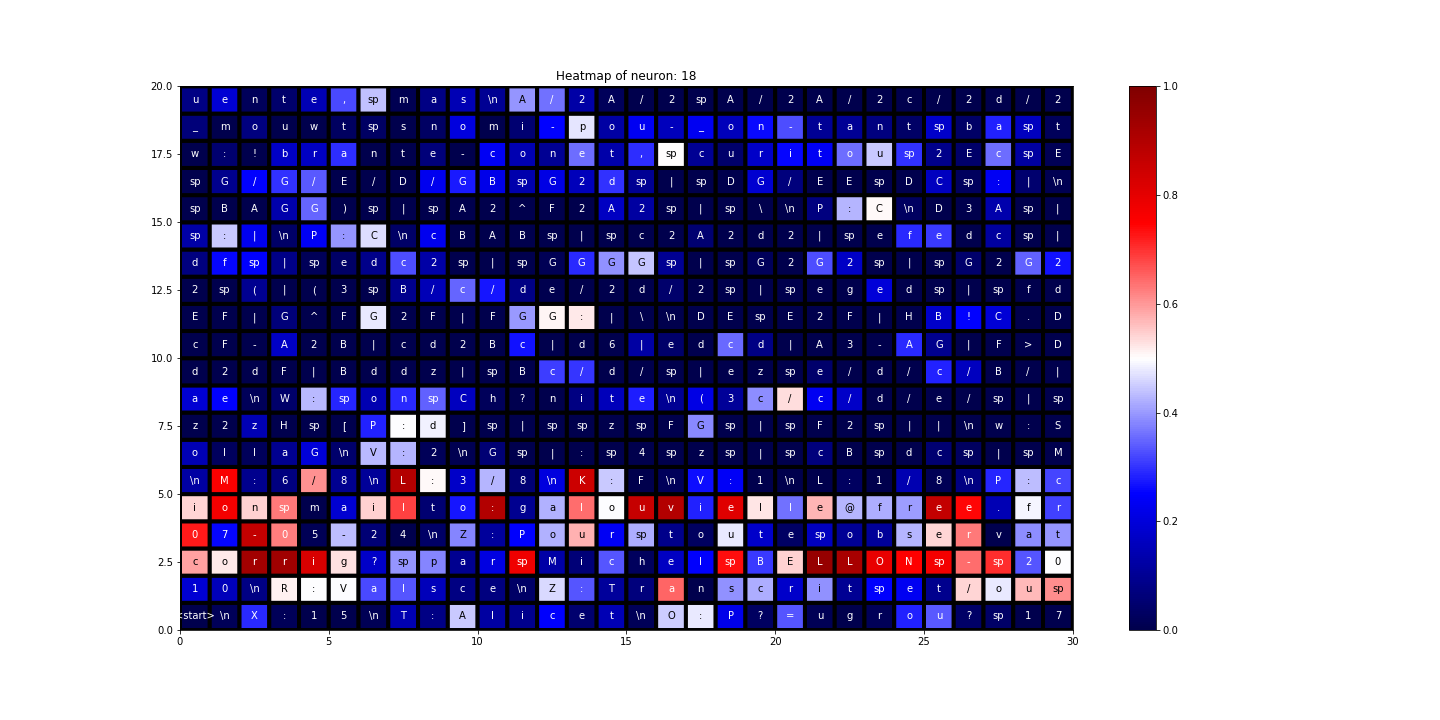 Heatmap of neuron: 18
20.0 u e n t e , sp m a s \n A / 2 A / 2 sp A / 2 A / 2 c / 2 d / 2 1.0
_ m o u w t sp s n o m i - p o u - _ o n - t a n t sp b a sp t
17.5 w : ! b r a n t e - c o n e t , sp c u r i t o u sp 2 E c sp E
sp G / G / E / D / G B sp G 2 d sp | sp D G / E E sp D C sp : | \n
15.0 sp B A G G ) sp | sp A 2 ^ F 2 A 2 sp | sp \ \n P : C \n D 3 A sp | 0.8
sp : | \n P : C \n c B A B sp | sp c 2 A 2 d 2 | sp e f e d c sp |
d f sp | sp e d c 2 sp | sp G G G G sp | sp G 2 G 2 sp | sp G 2 G 2
12.5 2 sp ( | ( 3 sp B / c / d e / 2 d / 2 sp | sp e g e d sp | sp f d
E F | G ^ F G 2 F | F G G : | \ \n D E sp E 2 F | H B ! C . D 0.6
10.0 c F - A 2 B | c d 2 B c | d 6 | e d c d | A 3 - A G | F > D
d 2 d F | B d d z | sp B c / d / sp | e z sp e / d / c / B / |
a e \n W : sp o n sp C h ? n i t e \n ( 3 c / c / d / e / sp | sp 0.4
7.5 z 2 z H sp [ P : d ] sp | sp sp z sp F G sp | sp F 2 sp | | \n w : S
o l l a G \n V : 2 \n G sp | : sp 4 sp z sp | sp c B sp d c sp | sp M
5.0 \n M : 6 / 8 \n L : 3 / 8 \n K : F \n V : 1 \n L : 1 / 8 \n P : c
i o n sp m a i l t o : g a l o u v i e l l e @ f r e e . f r 0.2
0 7 - 0 5 - 2 4 \n Z : P o u r sp t o u t e sp o b s e r v a t
2.5 c o r r i g ? sp p a r sp M i c h e l sp B E L L O N sp - sp 2 0
1 0 \n R : V a l s c e \n Z : T r a n s c r i t sp e t / o u sp
0.0 <start> \n X : 1 5 \n T : A l i c e t \n O : P ? = u g r o u ? sp 1 7 0.0
0 5 10 15 20 25 30